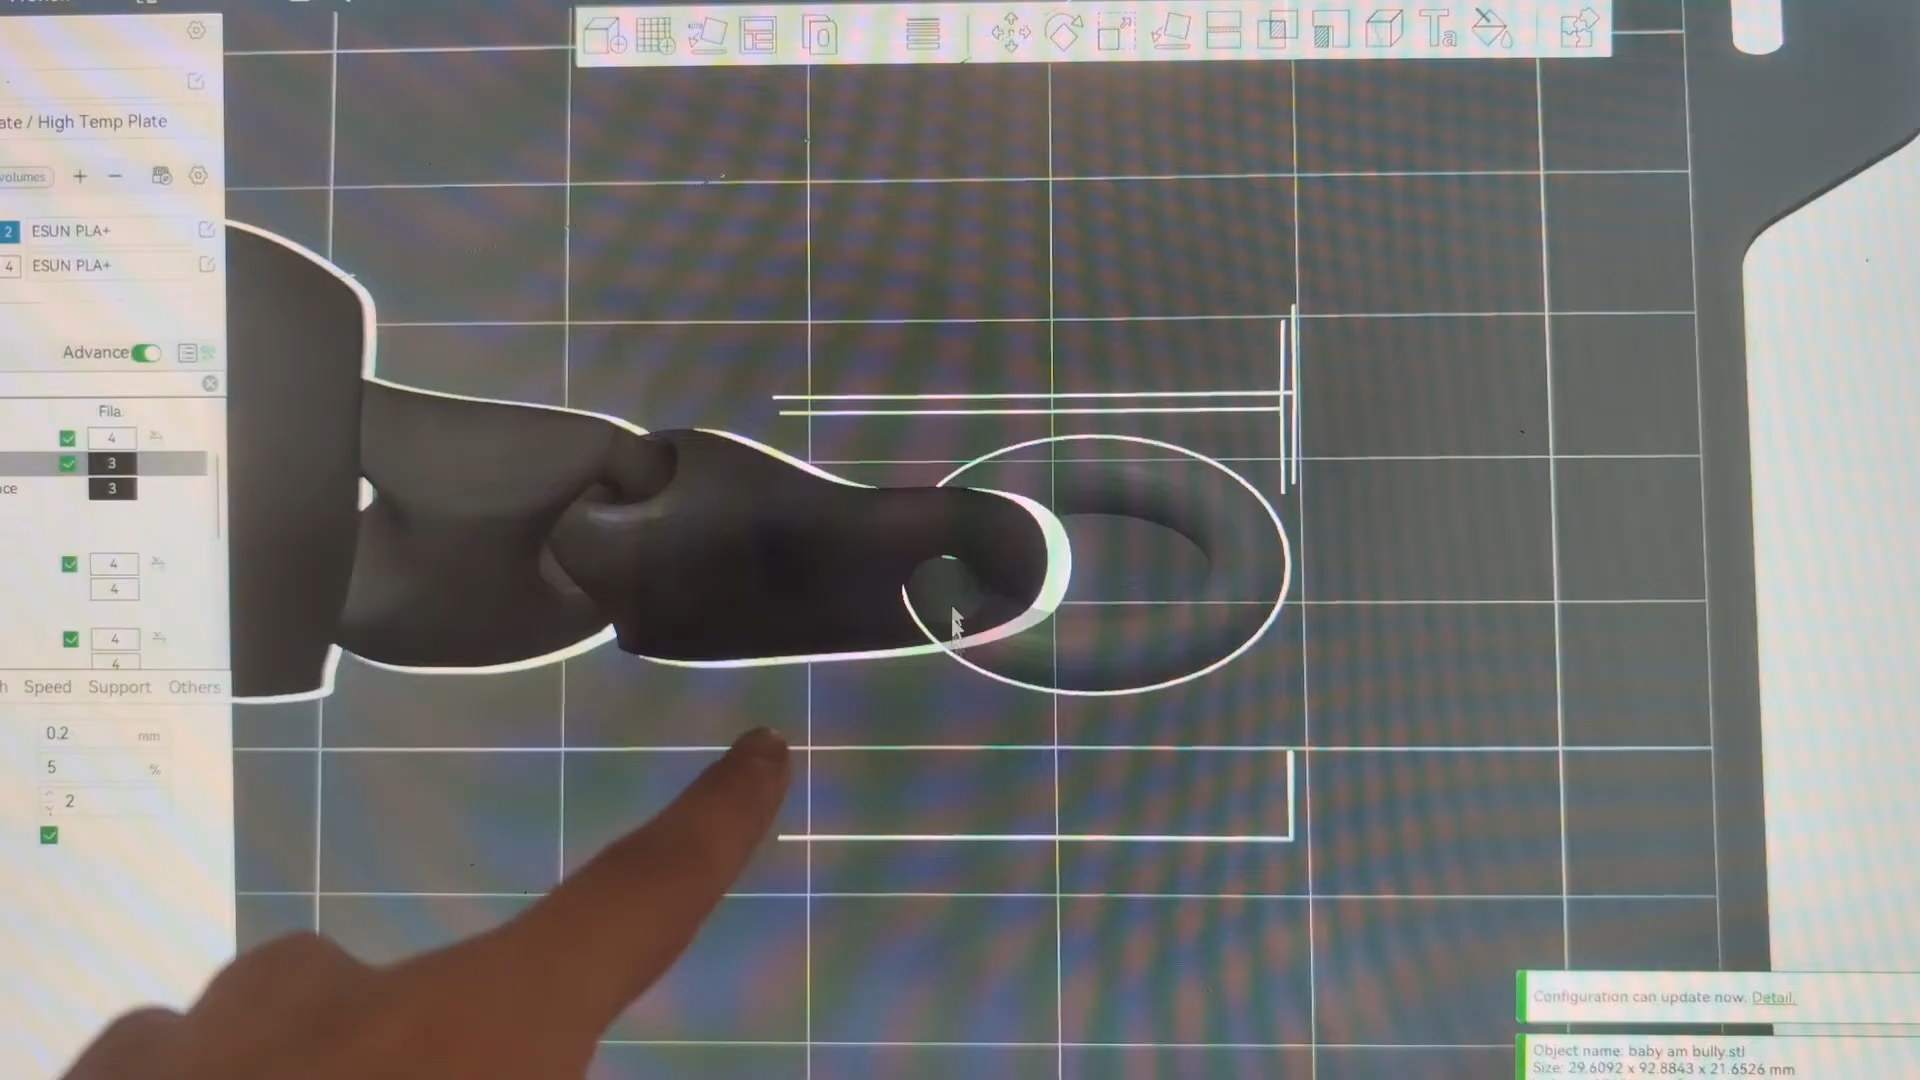 ate / High Temp Plate
volumes
2 ESUN PLA+
4 ESUN PLA+
Advance
Fila
4
3
ce 3
4
4
4
4
h Speed Support Others
0.2 mm
5 %
2
Configuration can update now. Detail.
Object name: baby am bully.stl
Size: 29.6092 x 92.8843 x 21.6526 mm